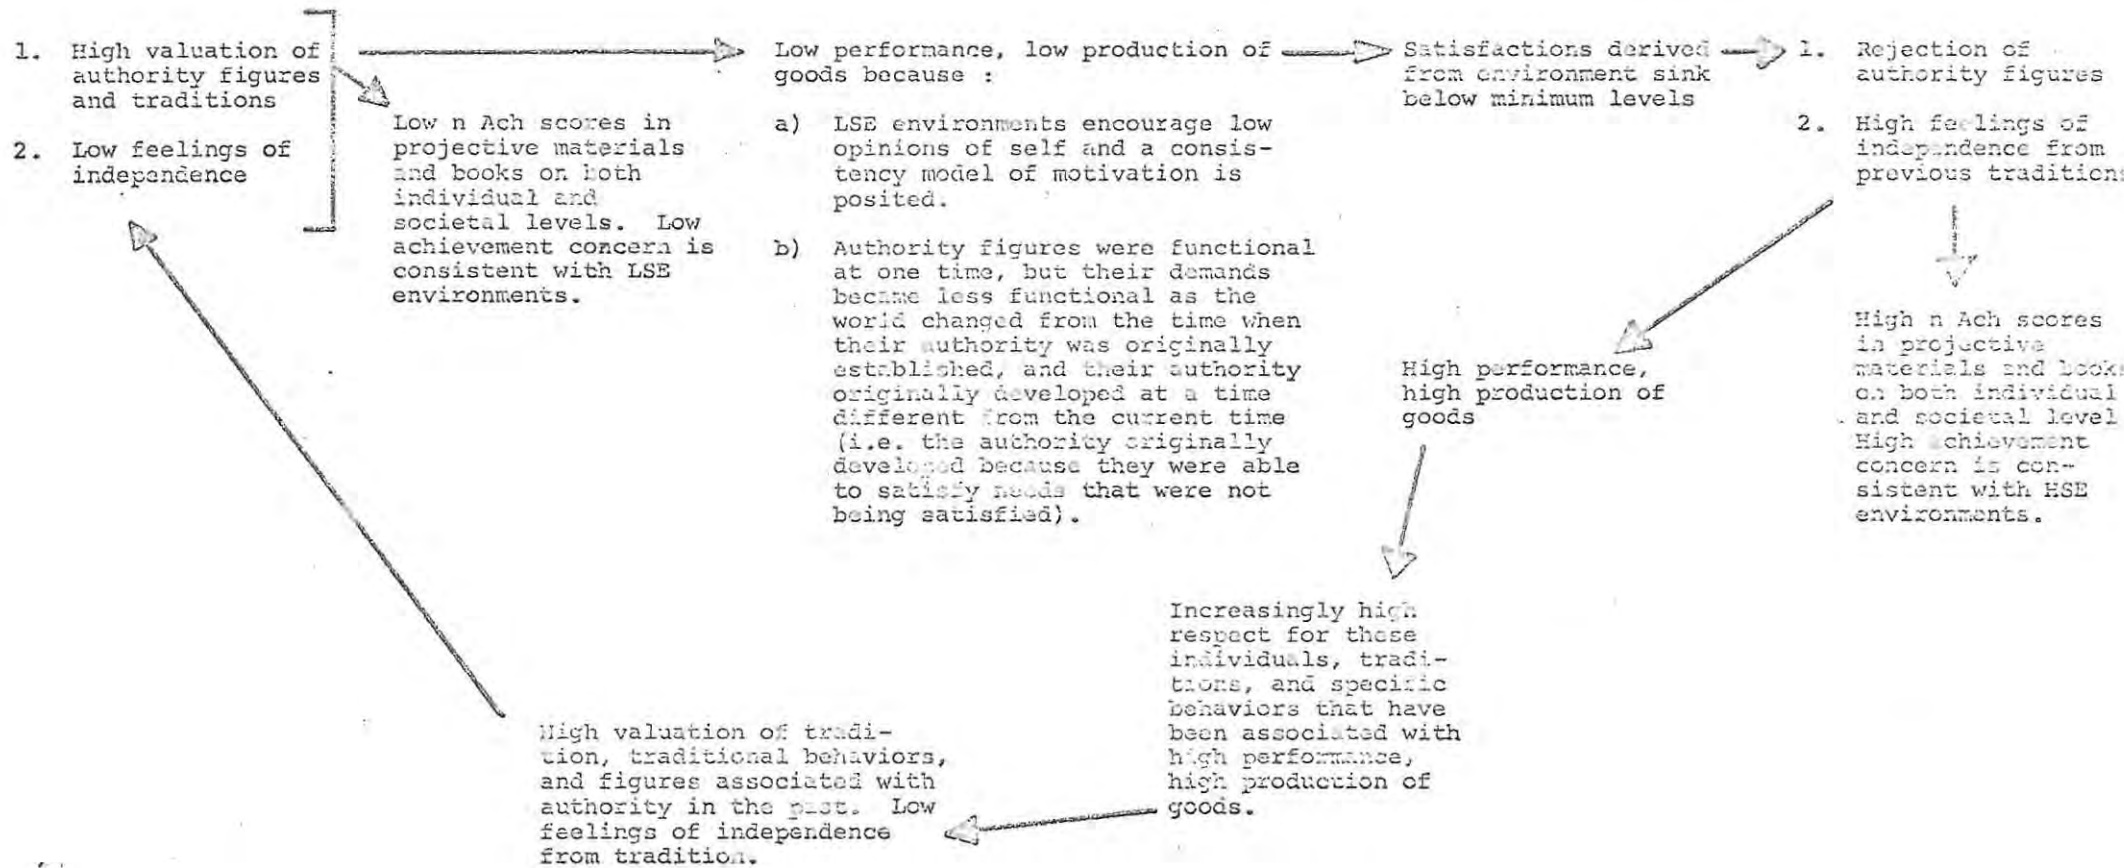 1. High valuation of
authority figures
and traditions
2. Low feelings of
independence
Low n Ach scores in
projective materials
and books on both
individual and
societal levels. Low
achievement concern is
consistent with LSE
environments.
Low performance, low production of
goods because :
a) LSE environments encourage low
opinions of self and a consis-
tency model of motivation is
posited.
b) Authority figures were functional
at one time, but their demands
became less functional as the
world changed from the time when
their authority was originally
established, and their authority
originally developed at a time
different from the current time
(i.e. the authority originally
developed because they were able
to satisfy needs that were not
being satisfied).
Satisfactions derived
from environment sink
below minimum levels
1. Rejection of
authority figures
2. High feelings of
independence from
previous traditions
High n Ach scores
in projective
materials and books
on both individual
and societal level
High achievement
concern is con-
sistent with HSE
environments.
High performance,
high production of
goods
Increasingly high
respect for these
individuals, tradi-
tions, and specific
behaviors that have
been associated with
high performance,
high production of
goods.
High valuation of tradi-
tion, traditional behaviors,
and figures associated with
authority in the past. Low
feelings of independence
from tradition.